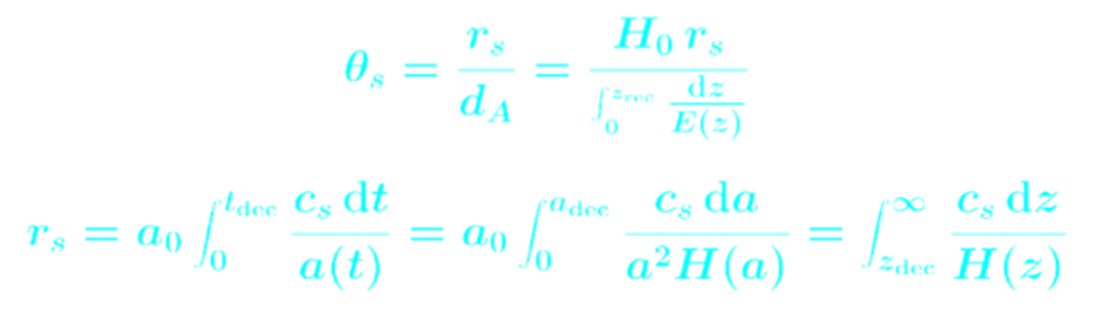 θ_s = r_s / d_A = H_0 r_s / ∫_0^{z_rec} dz / E(z)
r_s = a_0 ∫_0^{t_dec} c_s dt / a(t) = a_0 ∫_0^{a_dec} c_s da / a²H(a) = ∫_{z_dec}^∞ c_s dz / H(z)